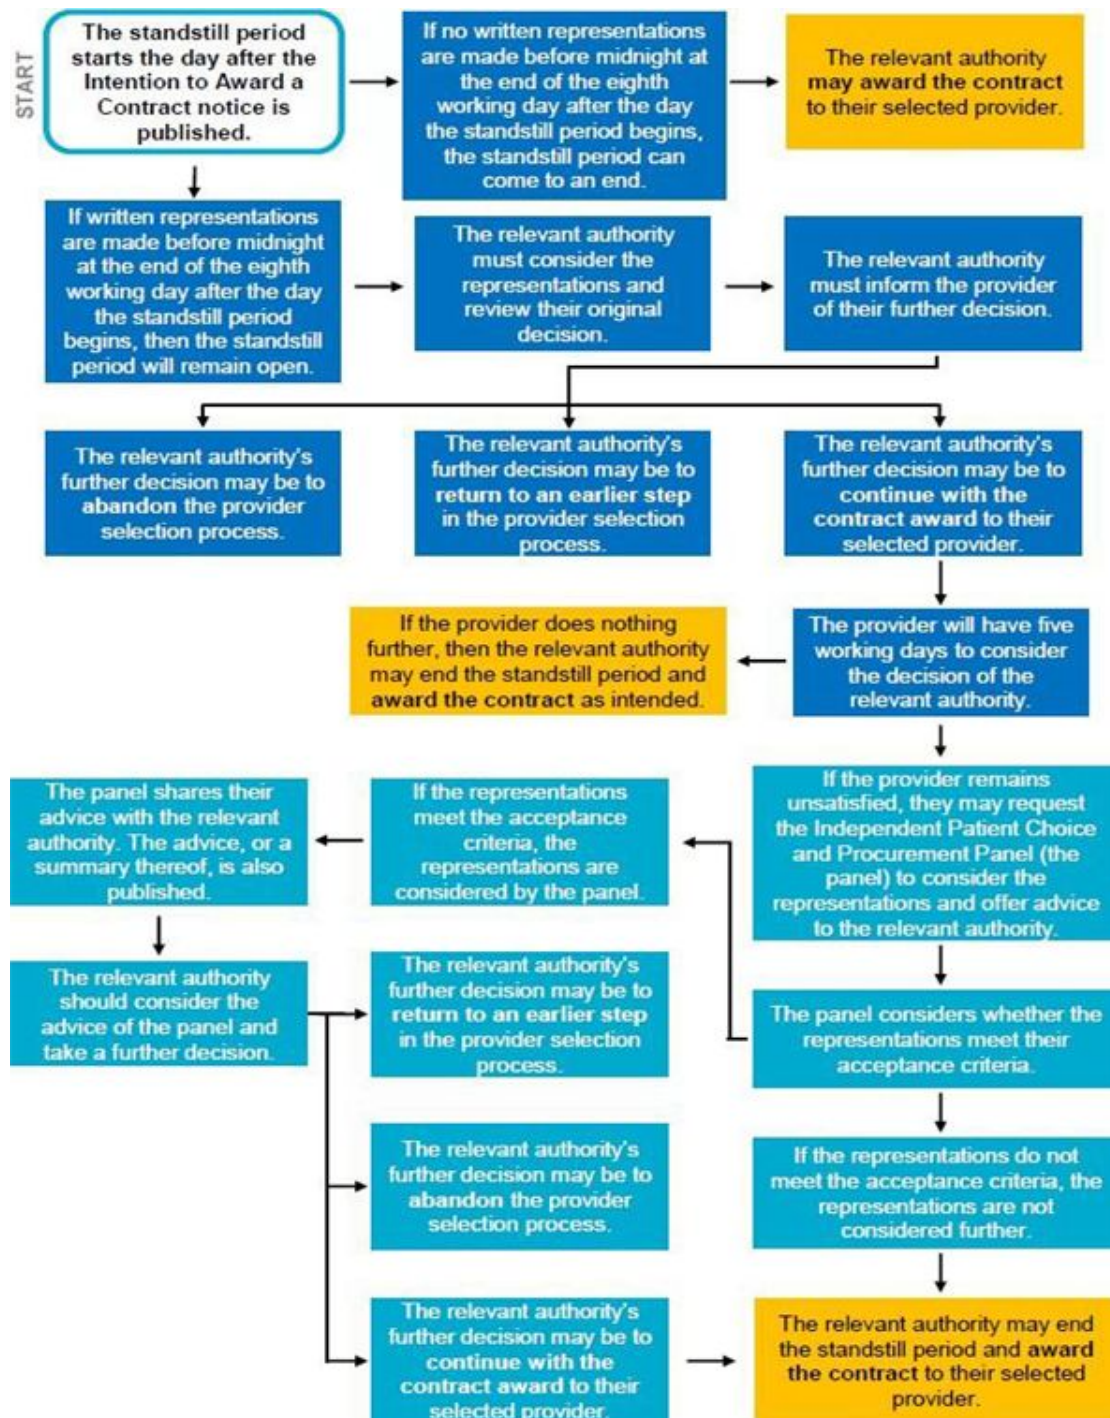 START
The standstill period
starts the day after the
Intention to Award a
Contract notice is
published.
If no written representations
are made before midnight at
the end of the eighth
working day after the day
the standstill period begins,
the standstill period can
come to an end.
The relevant authority
may award the contract
to their selected provider.
If written representations
are made before midnight
at the end of the eighth
working day after the day
the standstill period
begins, then the standstill
period will remain open.
The relevant authority
must consider the
representations and
review their original
decision.
The relevant authority
must inform the provider
of their further decision.
The relevant authority's
further decision may be to
abandon the provider
selection process.
The relevant authority's
further decision may be to
return to an earlier step
in the provider selection
process.
The relevant authority's
further decision may be to
continue with the
contract award to their
selected provider.
If the provider does nothing
further, then the relevant authority
may end the standstill period and
award the contract as intended.
The provider will have five
working days to consider
the decision of the
relevant authority.
If the provider remains
unsatisfied, they may request
the Independent Patient Choice
and Procurement Panel (the
panel) to consider the
representations and offer advice
to the relevant authority.
The panel considers whether the
representations meet their
acceptance criteria.
If the representations
meet the acceptance
criteria, the
representations are
considered by the panel.
The panel shares their
advice with the relevant
authority. The advice, or a
summary thereof, is also
published.
The relevant authority
should consider the
advice of the panel and
take a further decision.
The relevant authority's
further decision may be to
return to an earlier step
in the provider selection
process.
The relevant authority's
further decision may be to
abandon the provider
selection process.
The relevant authority's
further decision may be to
continue with the
contract award to their
selected provider.
If the representations do not
meet the acceptance criteria, the
representations are not
considered further.
The relevant authority may end
the standstill period and award
the contract to their selected
provider.